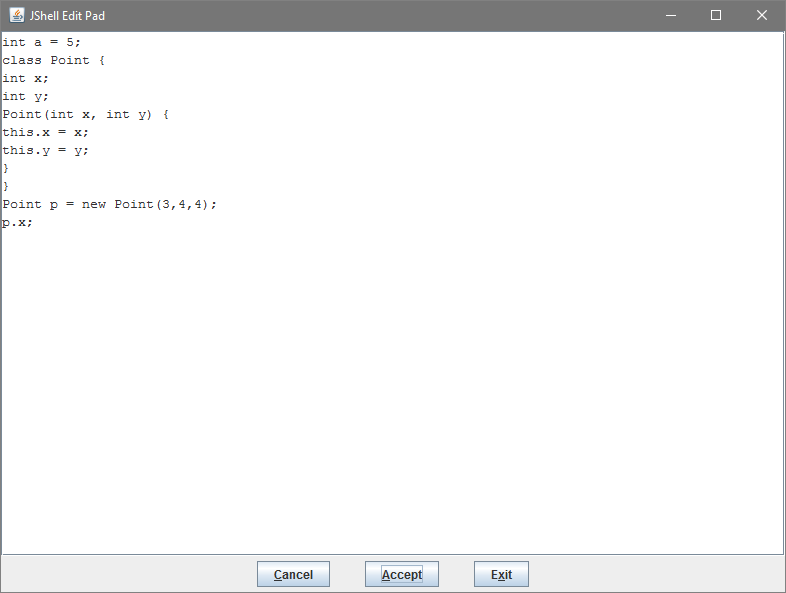 JShell Edit Pad
int a = 5;
class Point {
int x;
int y;
Point(int x, int y) {
this.x = x;
this.y = y;
}
}
Point p = new Point(3,4,4);
p.x;
Cancel Accept Exit